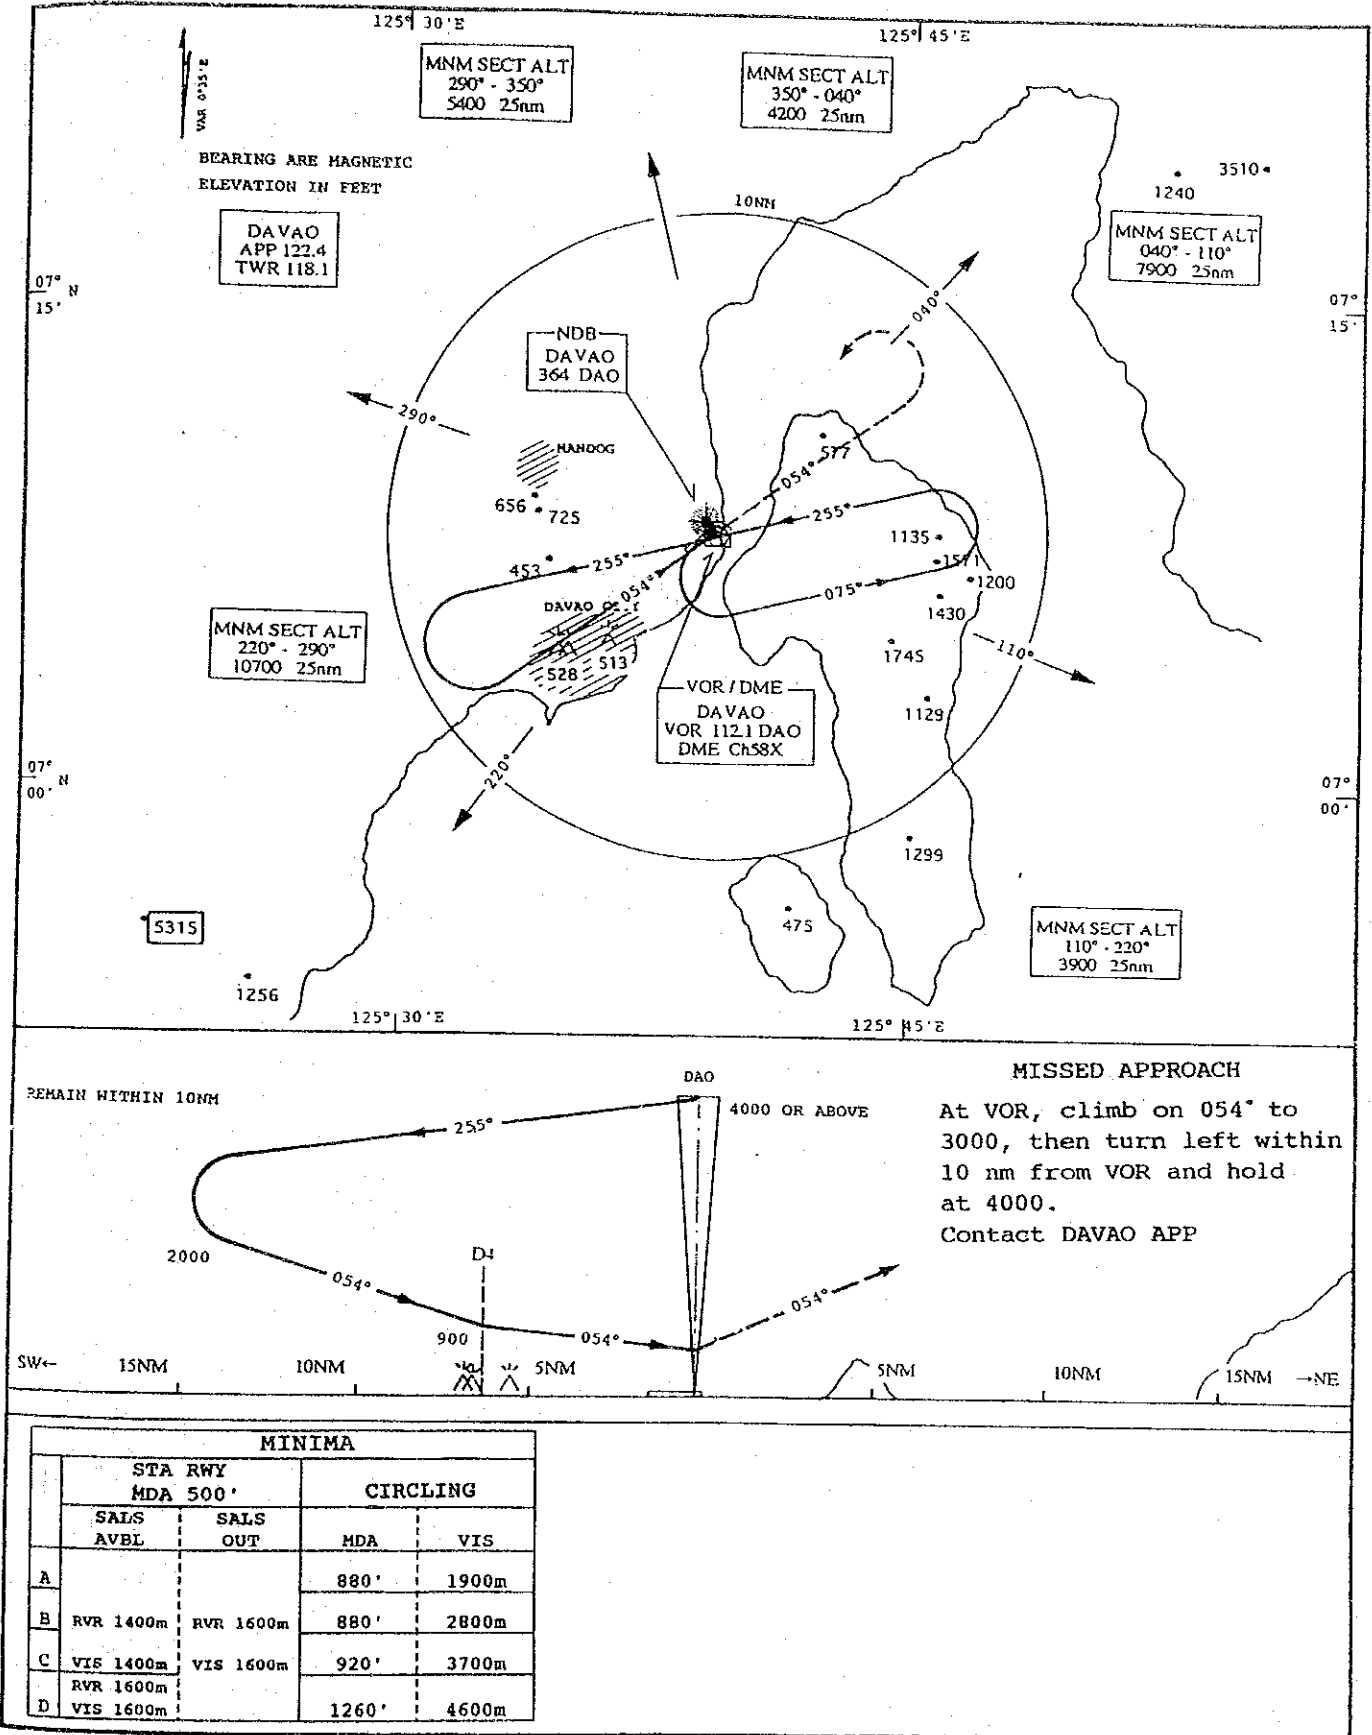 125° 30'E
125° 45'E
MNM SECT ALT
290° - 350°
5400 25nm
MNM SECT ALT
350° - 040°
4200 25nm
VAR 0°35'E
BEARING ARE MAGNETIC
ELEVATION IN FEET
3510
1240
10NM
DAVAO
APP 122.4
TWR 118.1
MNM SECT ALT
040° - 110°
7900 25nm
07° N
15'
07°
15'
040°
NDB
DAVAO
364 DAO
290°
MANDOG
577
054°
656
725
255°
1135
453
255°
1571
1200
054°
075°
1430
DAVAO
MNM SECT ALT
220° - 290°
10700 25nm
1745
110°
513
528
VOR / DME
DAVAO
VOR 112.1 DAO
DME Ch58X
1129
220°
07° N
00'
07°
00'
1299
5315
475
MNM SECT ALT
110° - 220°
3900 25nm
1256
125° 30'E
125° 45'E
REMAIN WITHIN 10NM
DAO
4000 OR ABOVE
255°
MISSED APPROACH
At VOR, climb on 054° to
3000, then turn left within
10 nm from VOR and hold
at 4000.
Contact DAVAO APP
2000
D4
054°
054°
900
054°
SW← 15NM 10NM 5NM 5NM 10NM 15NM →NE
MINIMA
STA RWY
MDA 500'
CIRCLING
SALS
AVBL
SALS
OUT
MDA VIS
A 880' 1900m
B RVR 1400m RVR 1600m 880' 2800m
C VIS 1400m VIS 1600m 920' 3700m
RVR 1600m
D VIS 1600m 1260' 4600m